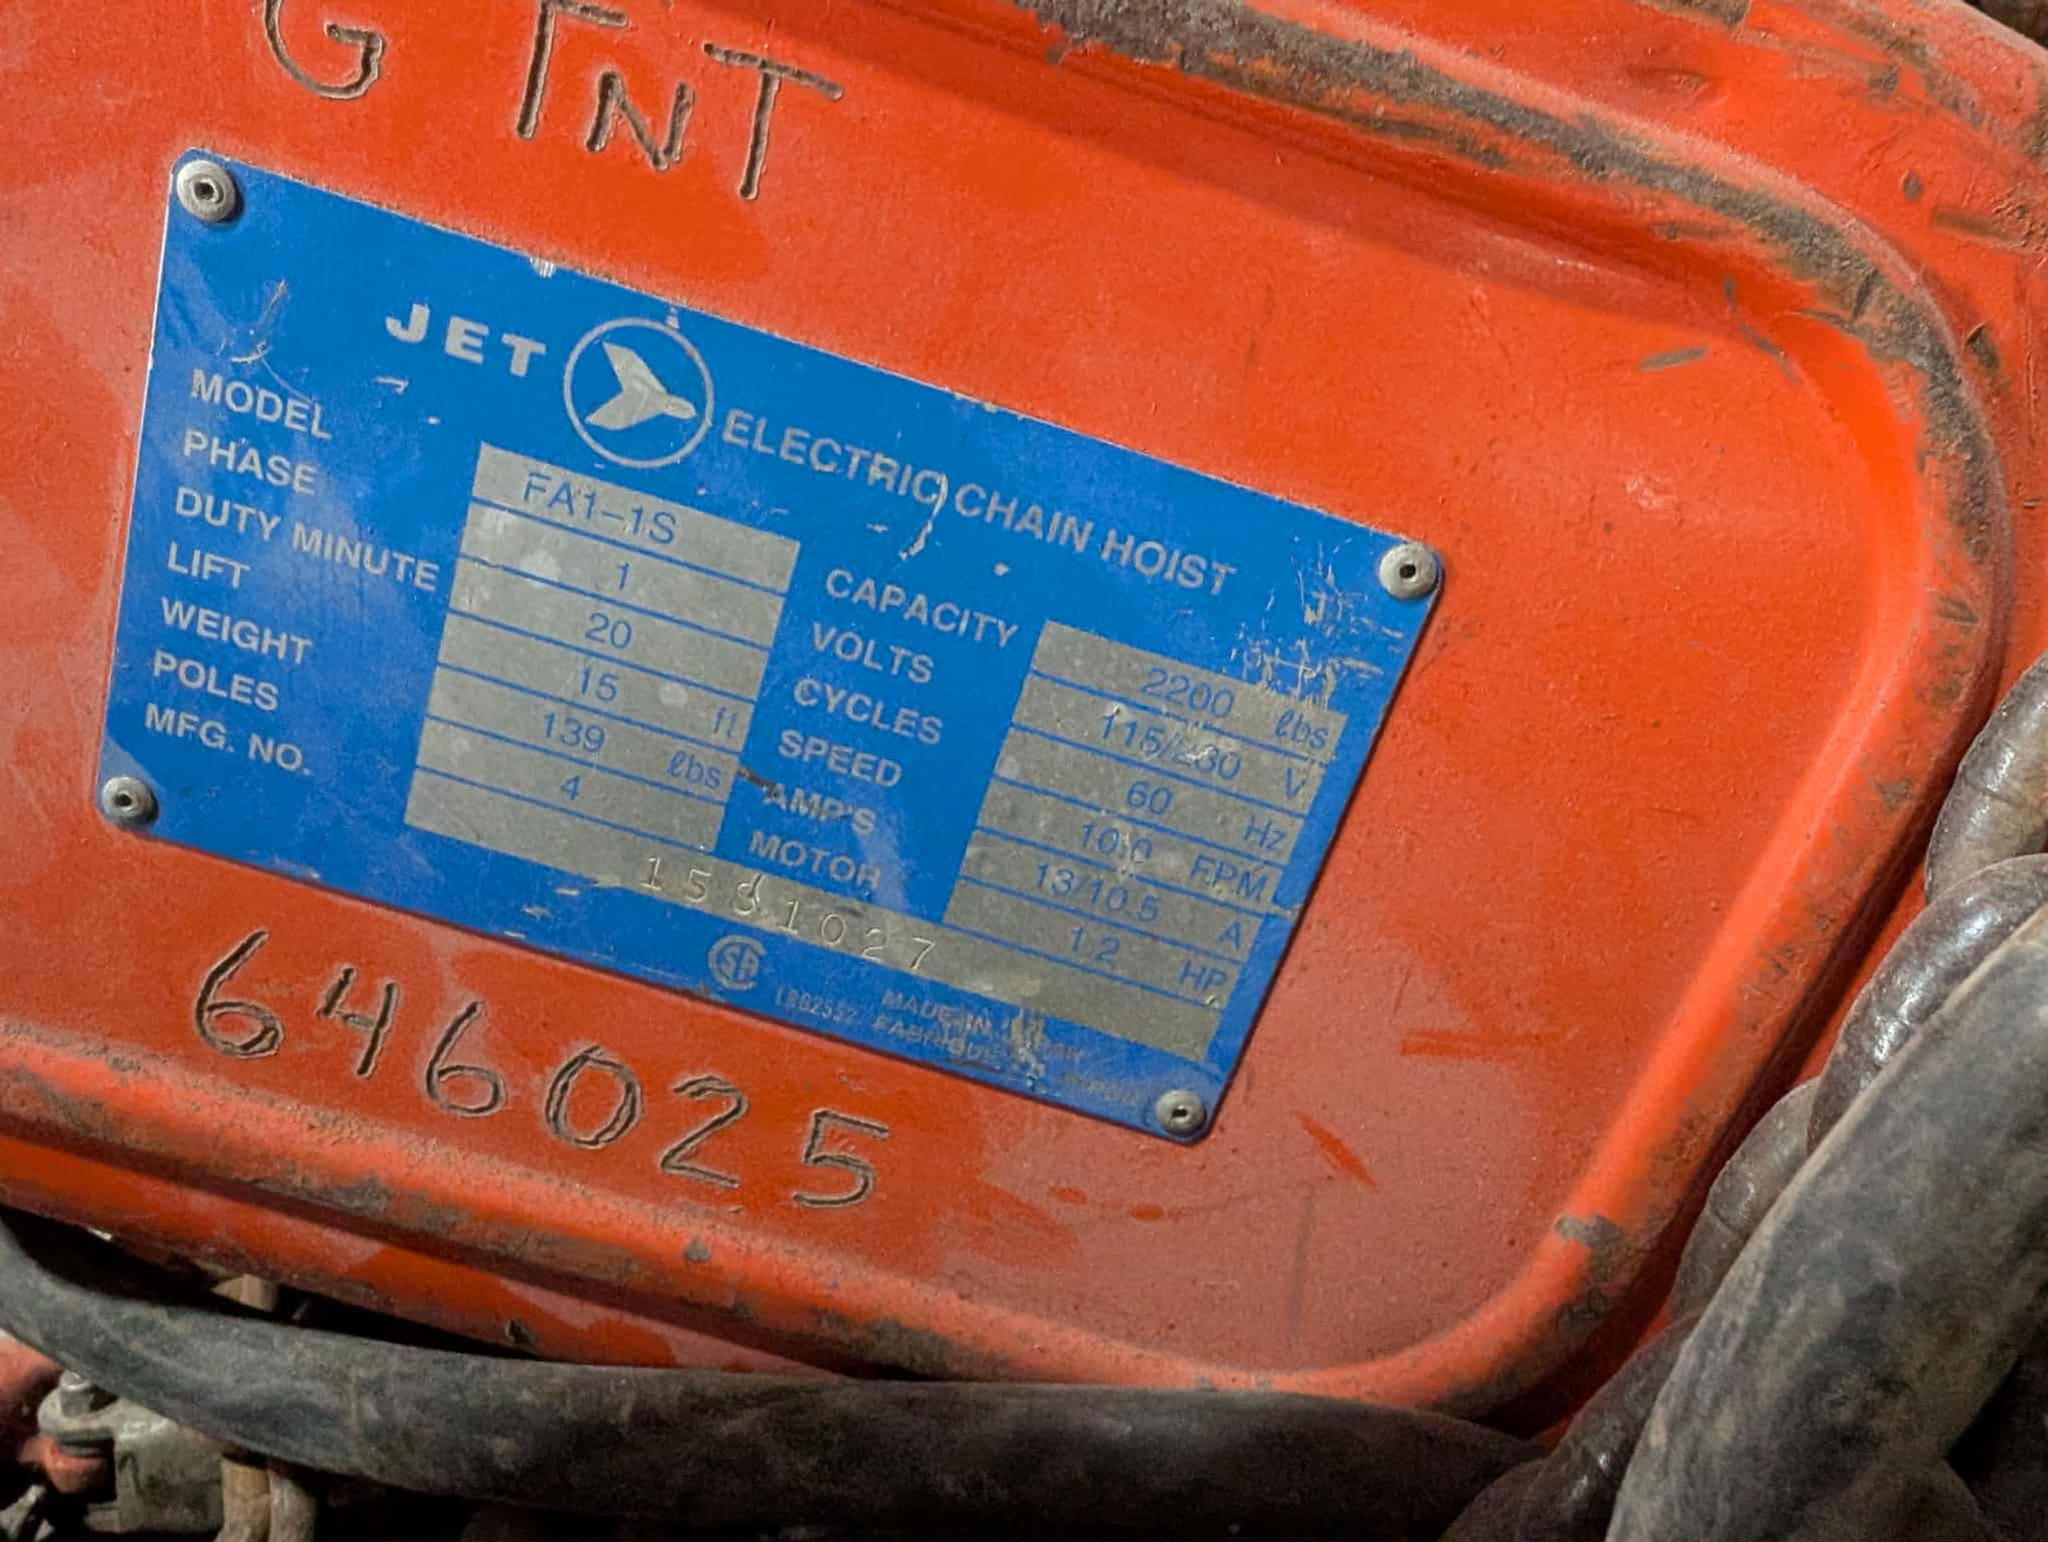 G TNT
JET
ELECTRIC CHAIN HOIST
MODEL FA1-1S
PHASE 1
DUTY MINUTE 20
LIFT 15 ft
WEIGHT 139 lbs
POLES 4
MFG. NO. 1581027
CAPACITY 2200 lbs
VOLTS 115/230 V
CYCLES 60 Hz
SPEED 10.0 FPM
AMP'S 13/10.5 A
MOTOR 1.2 HP
LR82552
MADE IN
646025